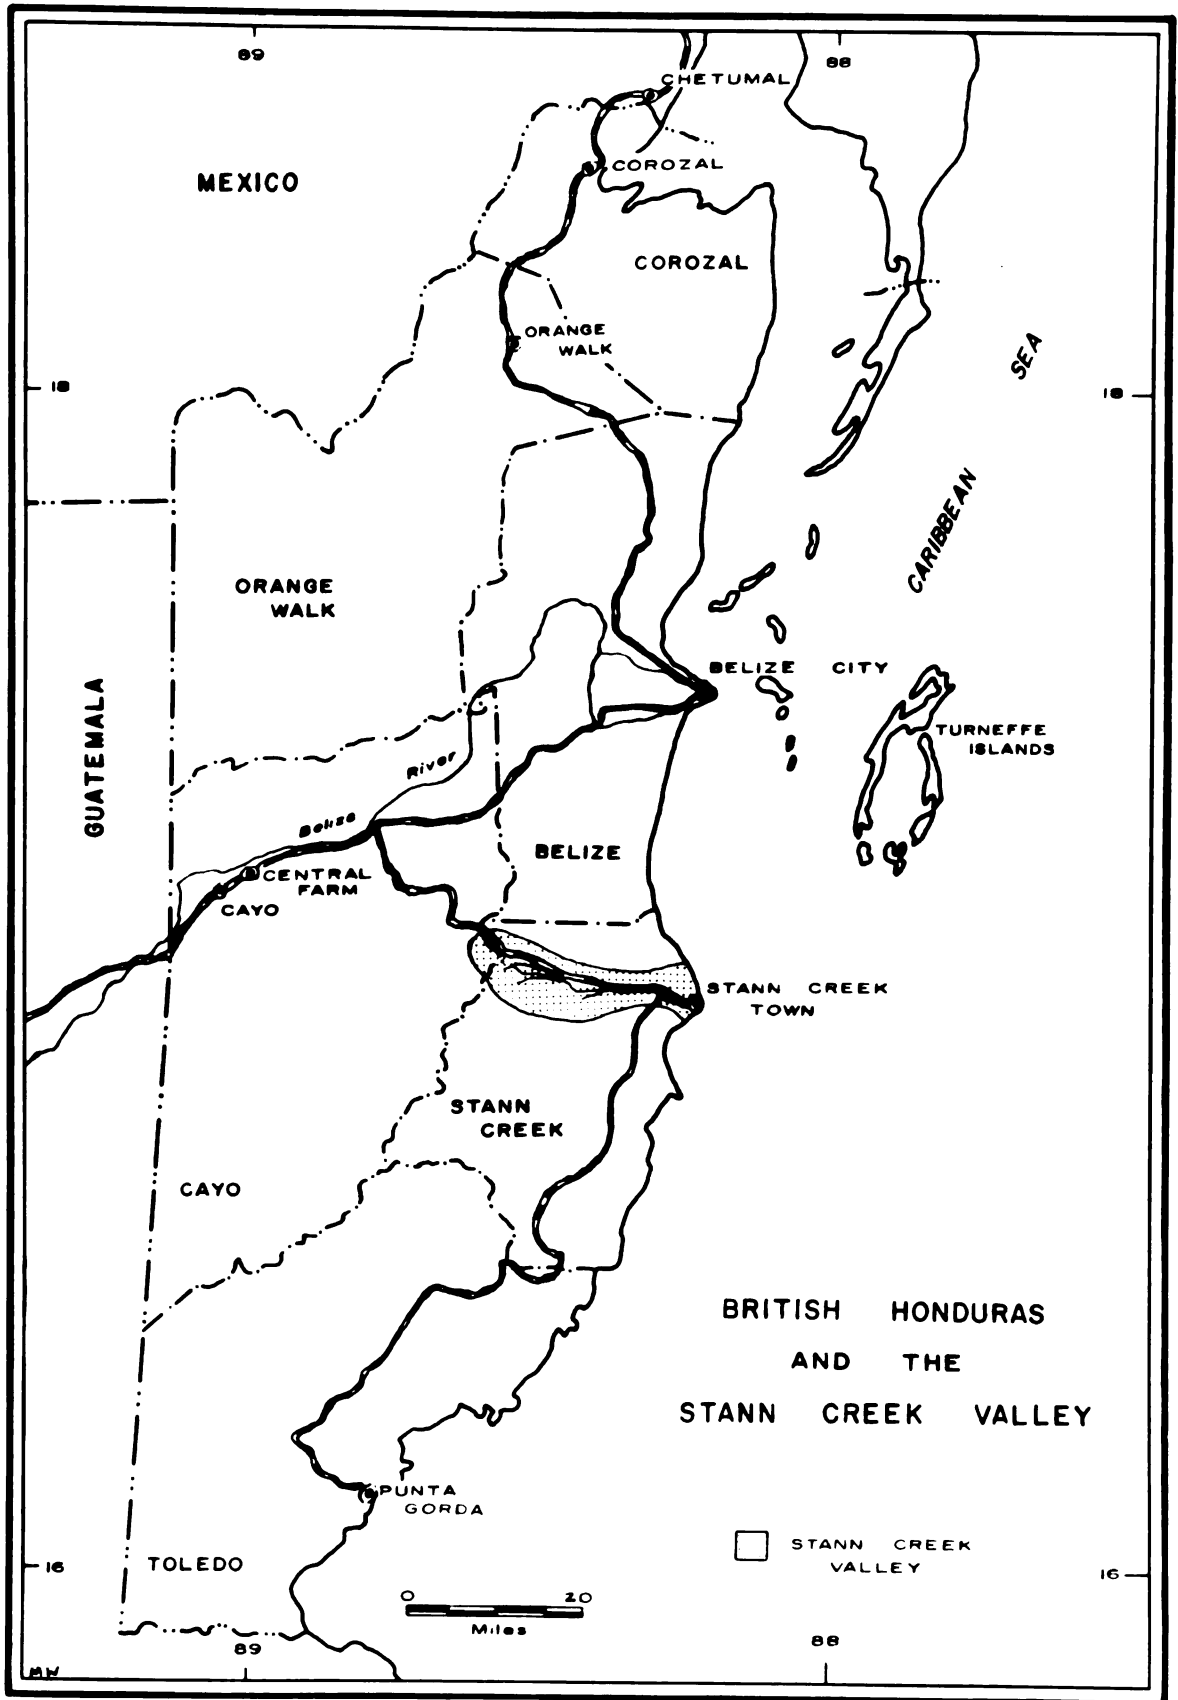 89
88
CHETUMAL
COROZAL
MEXICO
COROZAL
ORANGE
WALK
SEA
18
18
CARIBBEAN
ORANGE
WALK
BELIZE CITY
GUATEMALA
TURNEFFE
ISLANDS
River
Belize
BELIZE
CENTRAL
FARM
CAYO
STANN CREEK
TOWN
STANN
CREEK
CAYO
BRITISH HONDURAS
AND THE
STANN CREEK VALLEY
PUNTA
GORDA
STANN CREEK
VALLEY
TOLEDO
16
16
0 20
Miles
89
88
MW